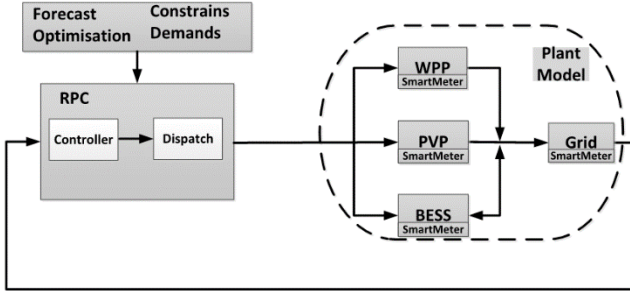 Forecast Constrains
Optimisation Demands
RPC
Controller
Dispatch
WPP
SmartMeter
Plant
Model
PVP
SmartMeter
Grid
SmartMeter
BESS
SmartMeter